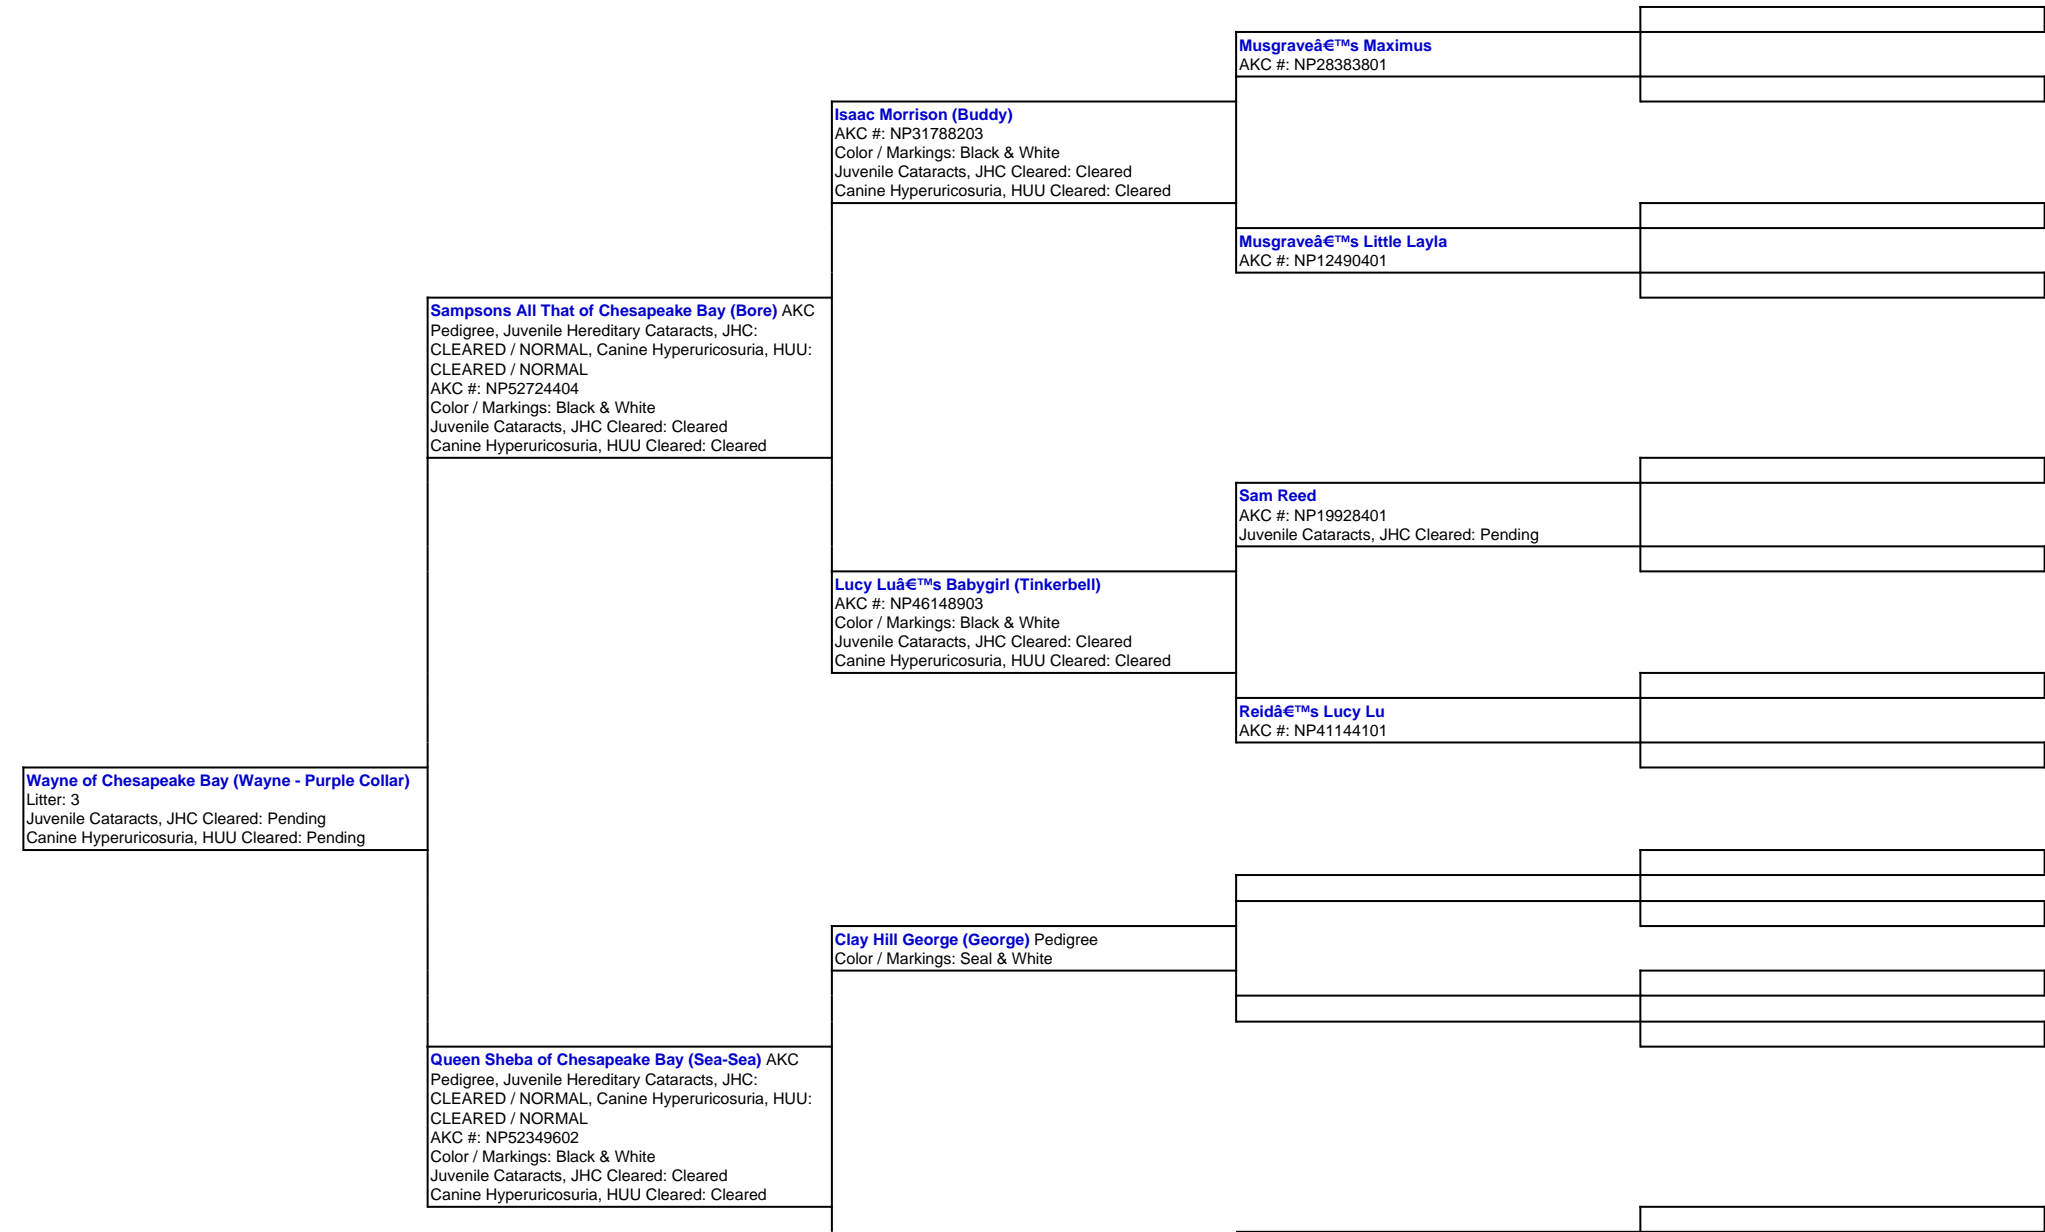 Musgraveâ€™s Maximus
AKC #: NP28383801
Isaac Morrison (Buddy)
AKC #: NP31788203
Color / Markings: Black & White
Juvenile Cataracts, JHC Cleared: Cleared
Canine Hyperuricosuria, HUU Cleared: Cleared
Musgraveâ€™s Little Layla
AKC #: NP12490401
Sampsons All That of Chesapeake Bay (Bore) AKC
Pedigree, Juvenile Hereditary Cataracts, JHC:
CLEARED / NORMAL, Canine Hyperuricosuria, HUU:
CLEARED / NORMAL
AKC #: NP52724404
Color / Markings: Black & White
Juvenile Cataracts, JHC Cleared: Cleared
Canine Hyperuricosuria, HUU Cleared: Cleared
Sam Reed
AKC #: NP19928401
Juvenile Cataracts, JHC Cleared: Pending
Lucy Luâ€™s Babygirl (Tinkerbell)
AKC #: NP46148903
Color / Markings: Black & White
Juvenile Cataracts, JHC Cleared: Cleared
Canine Hyperuricosuria, HUU Cleared: Cleared
Reidâ€™s Lucy Lu
AKC #: NP41144101
Wayne of Chesapeake Bay (Wayne - Purple Collar)
Litter: 3
Juvenile Cataracts, JHC Cleared: Pending
Canine Hyperuricosuria, HUU Cleared: Pending
Clay Hill George (George) Pedigree
Color / Markings: Seal & White
Queen Sheba of Chesapeake Bay (Sea-Sea) AKC
Pedigree, Juvenile Hereditary Cataracts, JHC:
CLEARED / NORMAL, Canine Hyperuricosuria, HUU:
CLEARED / NORMAL
AKC #: NP52349602
Color / Markings: Black & White
Juvenile Cataracts, JHC Cleared: Cleared
Canine Hyperuricosuria, HUU Cleared: Cleared